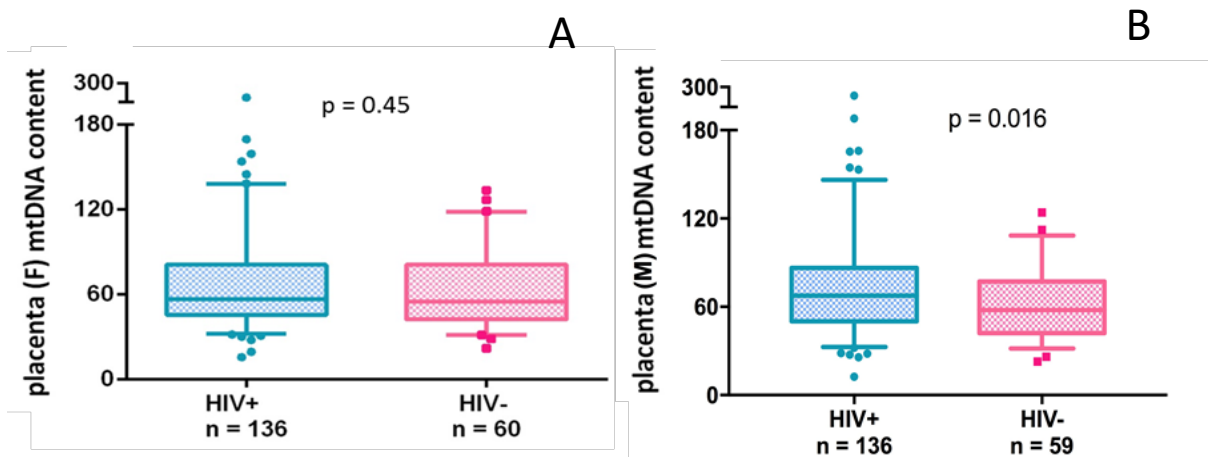 A
placenta (F) mtDNA content
300
180
120
60
0
p = 0.45
HIV+
n = 136
HIV-
n = 60
B
placenta (M) mtDNA content
300
180
120
60
0
p = 0.016
HIV+
n = 136
HIV-
n = 59